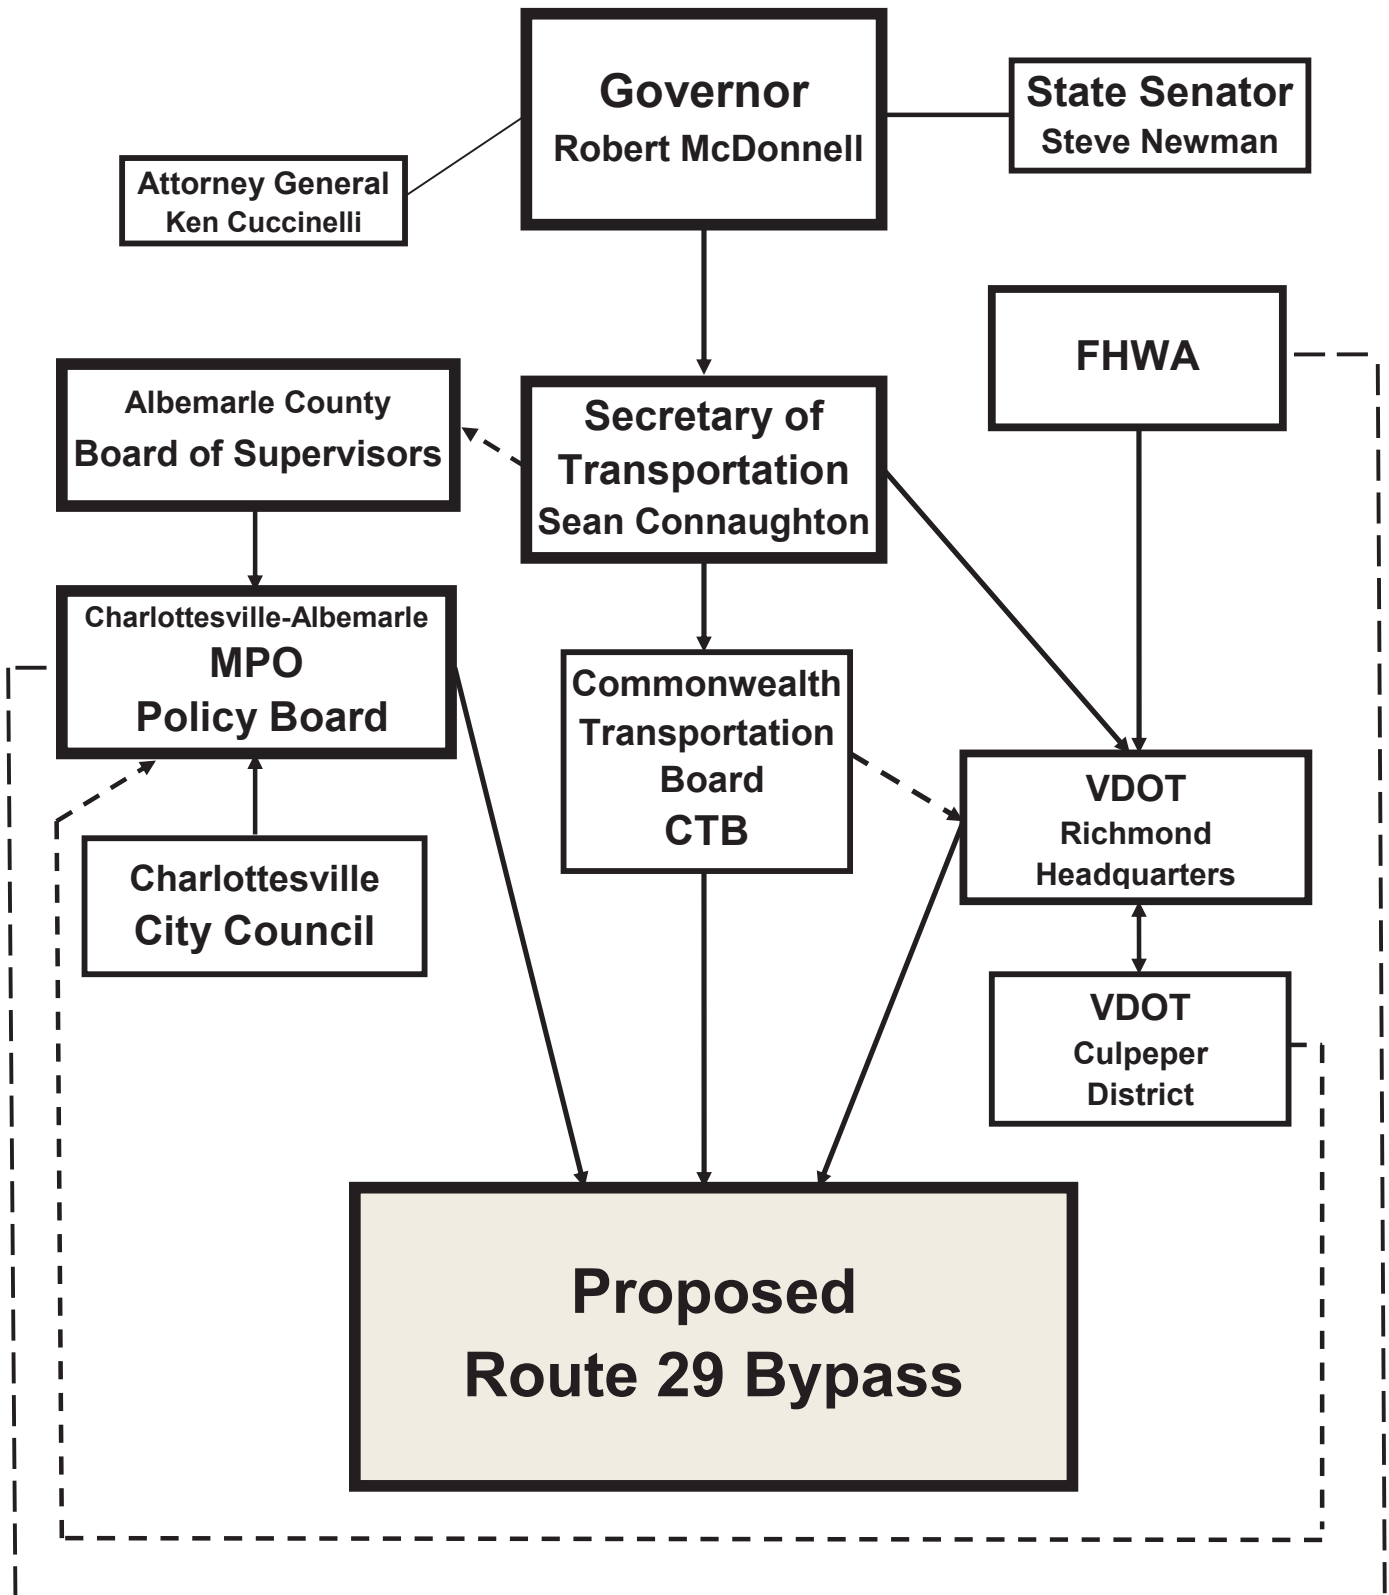 Governor
Robert McDonnell
State Senator
Steve Newman
Attorney General
Ken Cuccinelli
FHWA
Albemarle County
Board of Supervisors
Secretary of
Transportation
Sean Connaughton
Charlottesville-Albemarle
MPO
Policy Board
Commonwealth
Transportation
Board
CTB
VDOT
Richmond
Headquarters
Charlottesville
City Council
VDOT
Culpeper
District
Proposed
Route 29 Bypass